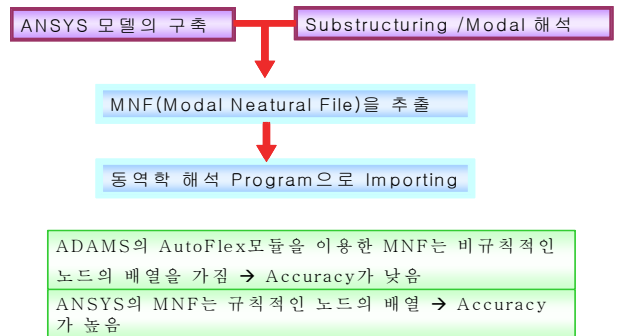 ANSYS 모델의 구축
Substructuring /Modal 해석
MNF(Modal Neatural File)을 추출
동역학 해석 Program으로 Importing
ADAMS의 AutoFlex모듈을 이용한 MNF는 비규칙적인
노드의 배열을 가짐 → Accuracy가 낮음
ANSYS의 MNF는 규칙적인 노드의 배열 → Accuracy
가 높음